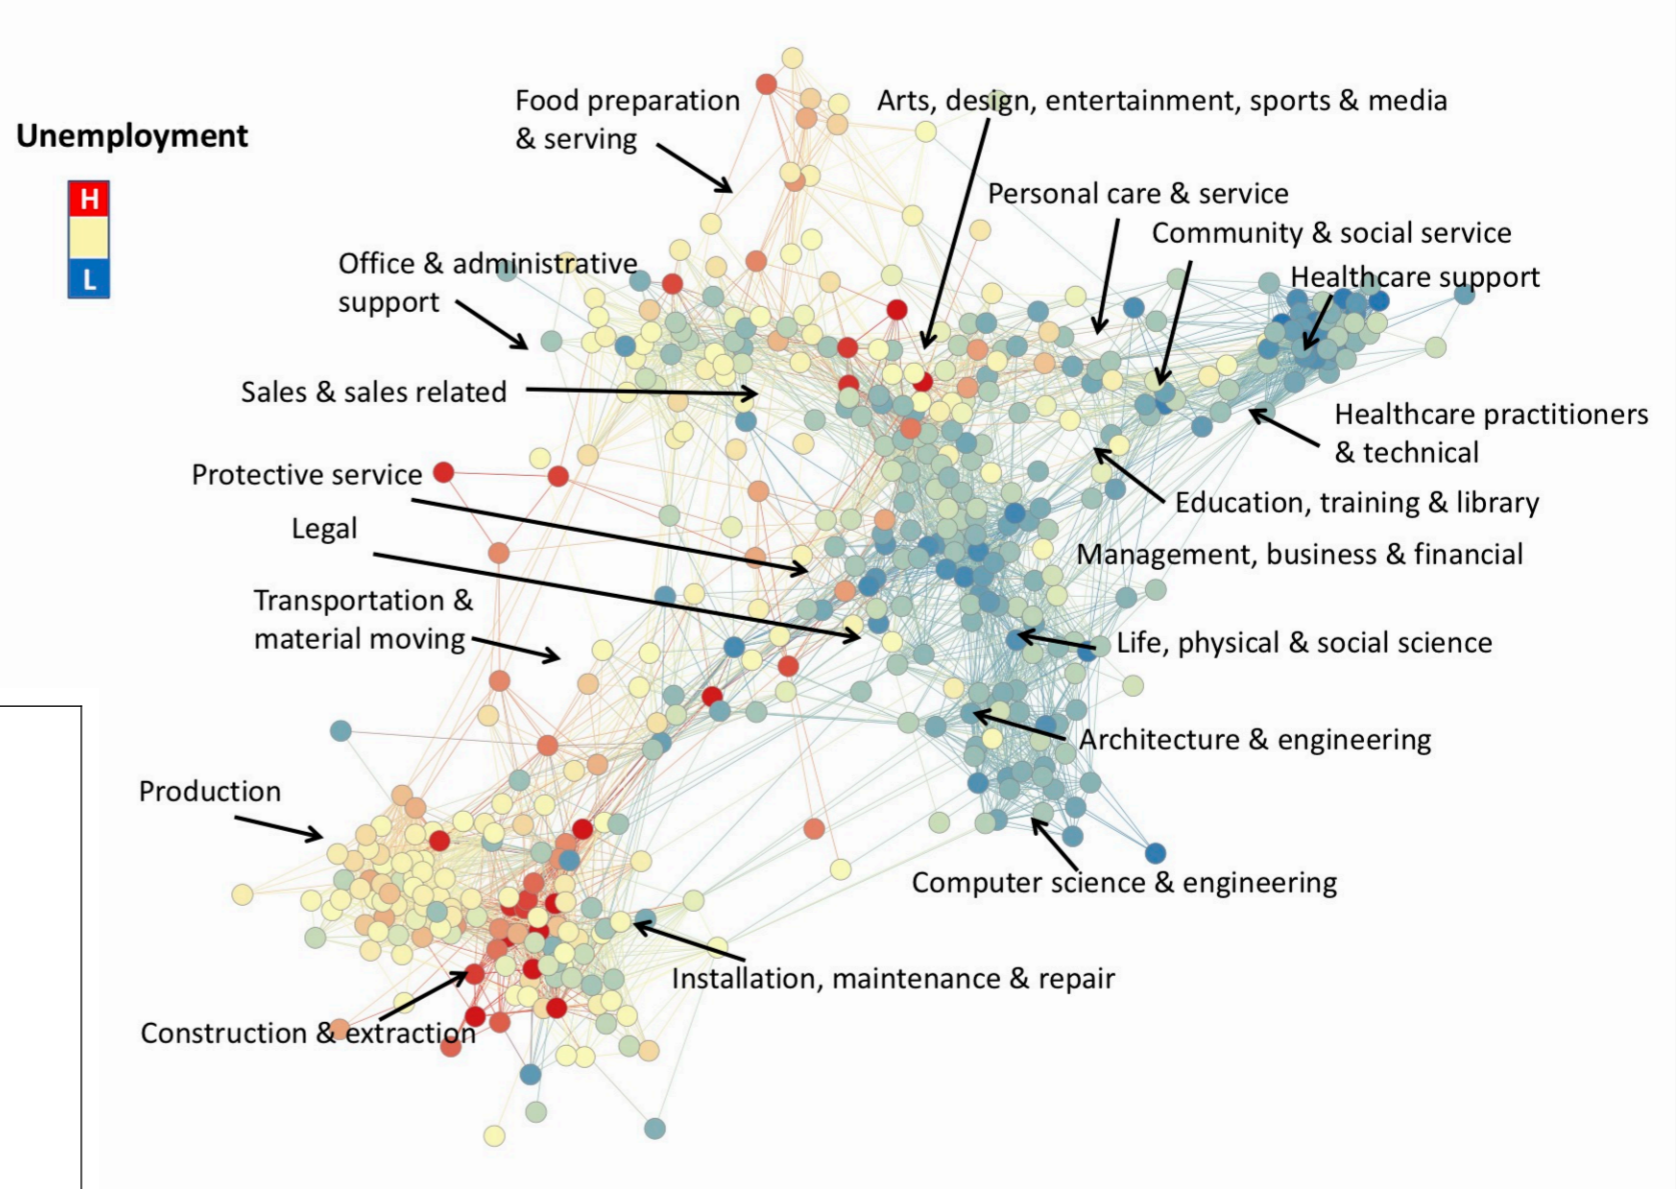 Unemployment
H
L
Food preparation
& serving
Arts, design, entertainment, sports & media
Personal care & service
Community & social service
Healthcare support
Office & administrative
support
Sales & sales related
Healthcare practitioners
& technical
Protective service
Education, training & library
Legal
Management, business & financial
Transportation &
material moving
Life, physical & social science
Architecture & engineering
Production
Computer science & engineering
Installation, maintenance & repair
Construction & extraction